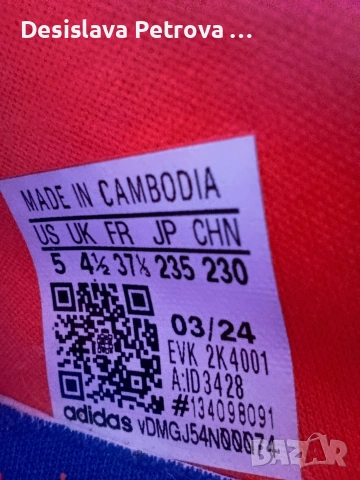 Desislava Petrova ...
MADE IN CAMBODIA
US UK FR JP CHN
5 4½ 37⅓ 235 230
03/24
EVK 2K4001
A:ID3428
#134098091
adidas
BAZAR